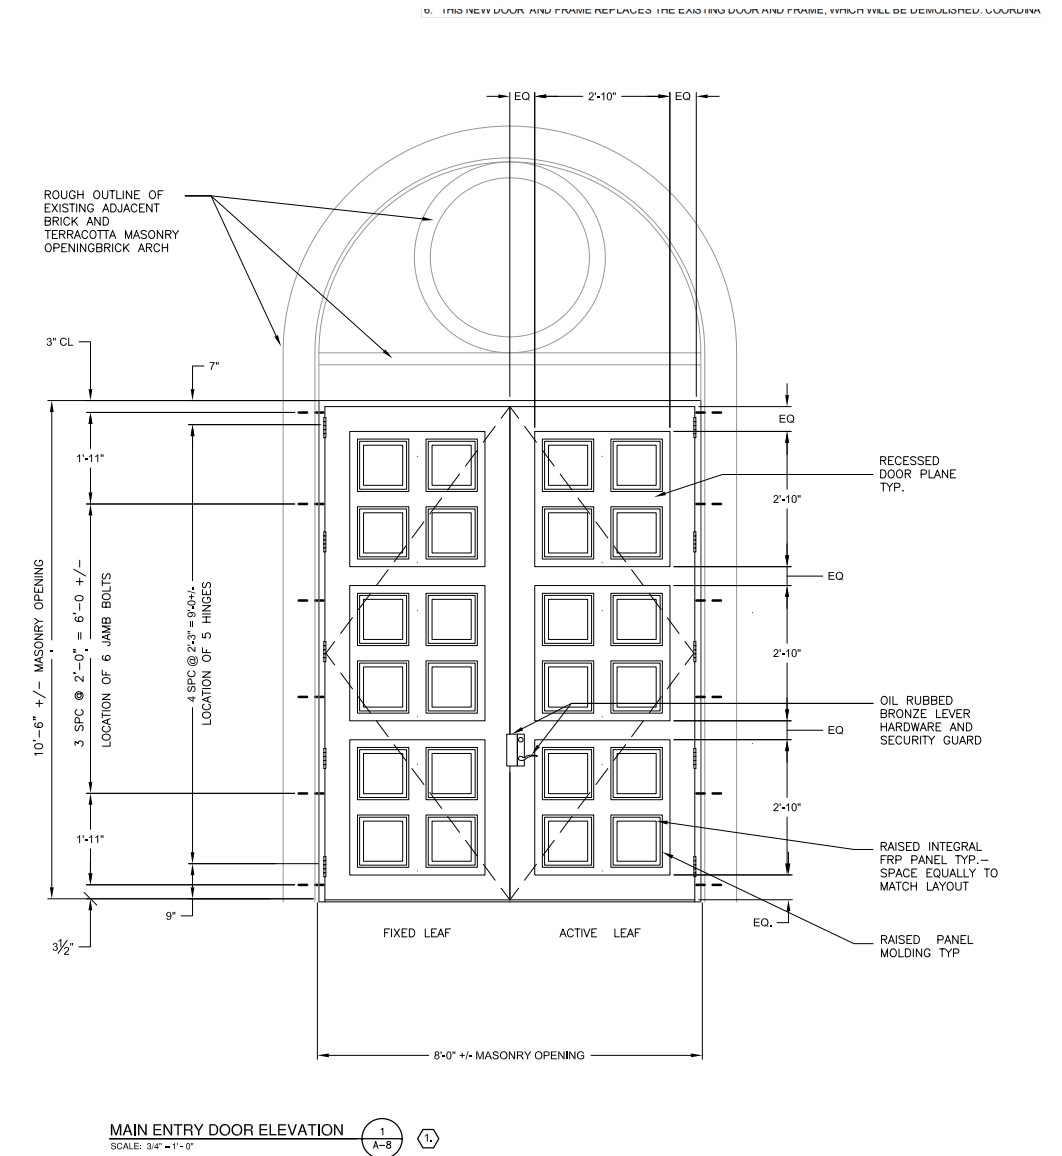 6. THIS NEW DOOR AND FRAME REPLACES THE EXISTING DOOR AND FRAME, WHICH WILL BE DEMOLISHED. COORDINA
EQ
2'-10"
EQ
ROUGH OUTLINE OF
EXISTING ADJACENT
BRICK AND
TERRACOTTA MASONRY
OPENINGBRICK ARCH
3" CL
7"
EQ
1'-11"
RECESSED
DOOR PLANE
TYP.
2'-10"
EQ
10'-6" +/- MASONRY OPENING
3 SPC @ 2'-0" = 6'-0 +/-
LOCATION OF 6 JAMB BOLTS
4 SPC @ 2'-3" = 9'-0+/-
LOCATION OF 5 HINGES
2'-10"
OIL RUBBED
BRONZE LEVER
HARDWARE AND
SECURITY GUARD
EQ
2'-10"
1'-11"
RAISED INTEGRAL
FRP PANEL TYP.-
SPACE EQUALLY TO
MATCH LAYOUT
9"
EQ.
3½"
FIXED LEAF
ACTIVE LEAF
RAISED PANEL
MOLDING TYP
8'-0" +/- MASONRY OPENING
MAIN ENTRY DOOR ELEVATION
SCALE: 3/4" = 1'- 0"
1
A-8
1.